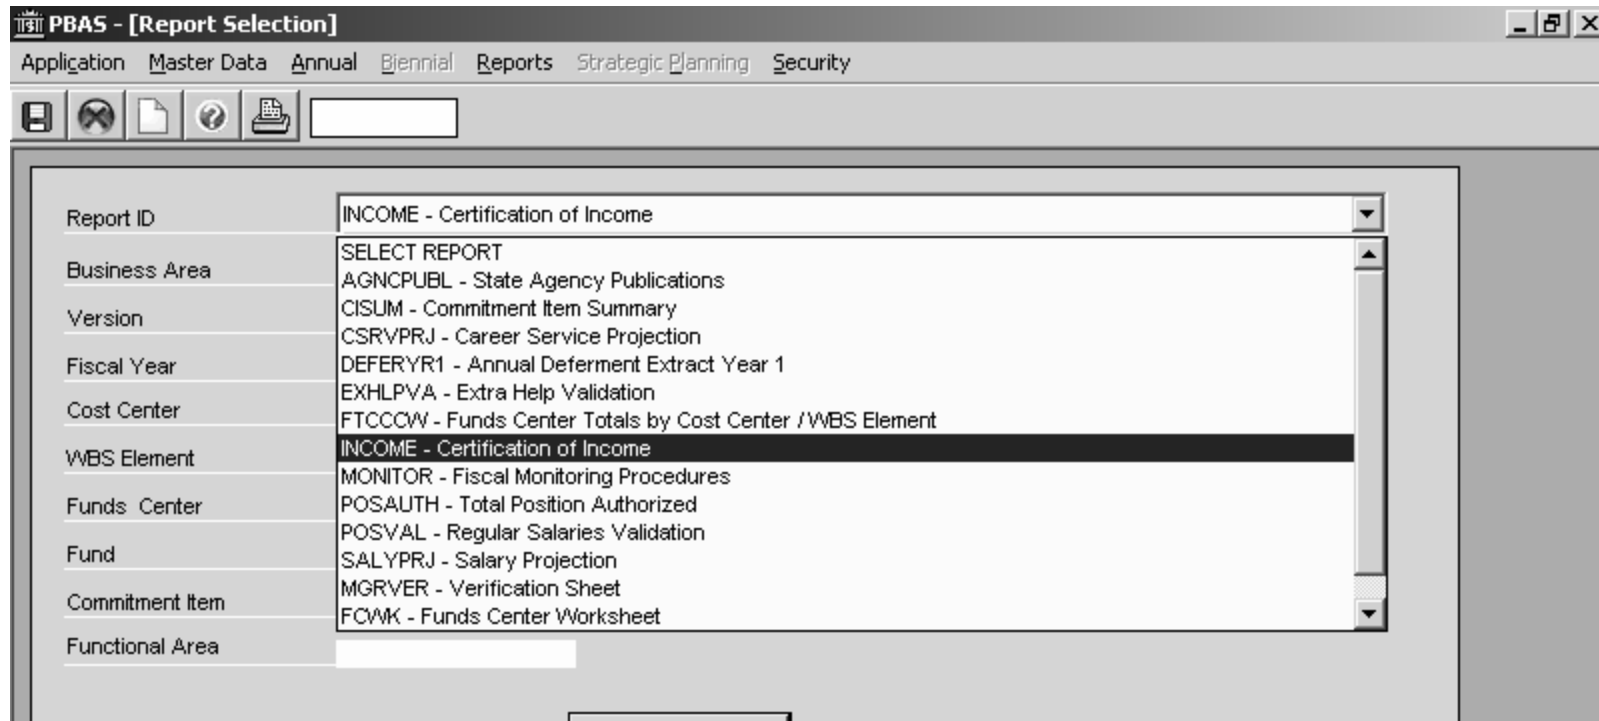 PBAS - [Report Selection]
Application Master Data Annual Biennial Reports Strategic Planning Security
Report ID
INCOME - Certification of Income
SELECT REPORT
AGNCPUBL - State Agency Publications
CISUM - Commitment Item Summary
CSRVPRJ - Career Service Projection
DEFERYR1 - Annual Deferment Extract Year 1
EXHLPVA - Extra Help Validation
FTCCCW - Funds Center Totals by Cost Center / WBS Element
INCOME - Certification of Income
MONITOR - Fiscal Monitoring Procedures
POSAUTH - Total Position Authorized
POSVAL - Regular Salaries Validation
SALYPRJ - Salary Projection
MGRVER - Verification Sheet
FCWK - Funds Center Worksheet
Business Area
Version
Fiscal Year
Cost Center
WBS Element
Funds Center
Fund
Commitment Item
Functional Area